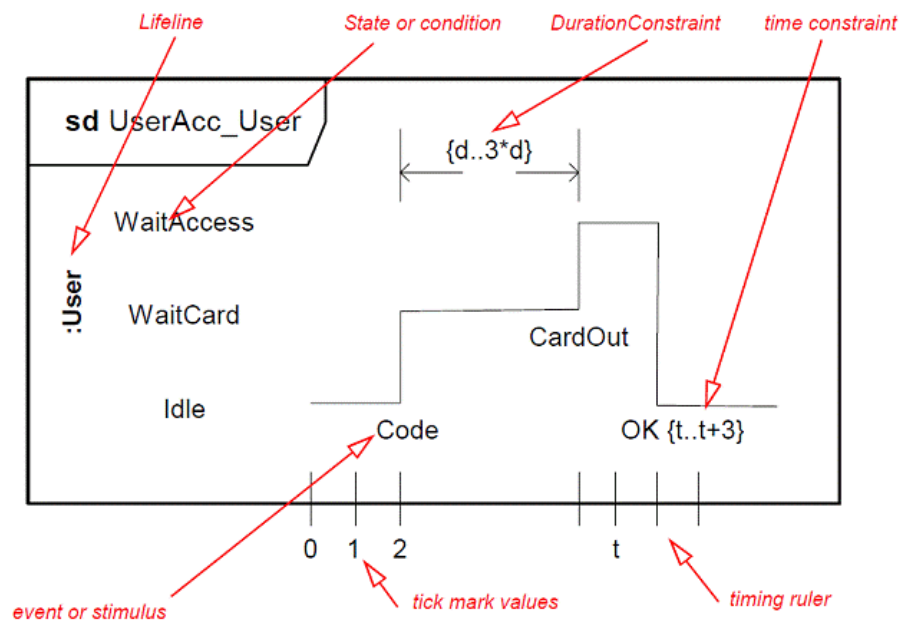 Lifeline
State or condition
DurationConstraint
time constraint
sd UserAcc_User
{d..3*d}
WaitAccess
:User
WaitCard
CardOut
Idle
Code
OK {t..t+3}
0 1 2 t
event or stimulus
tick mark values
timing ruler